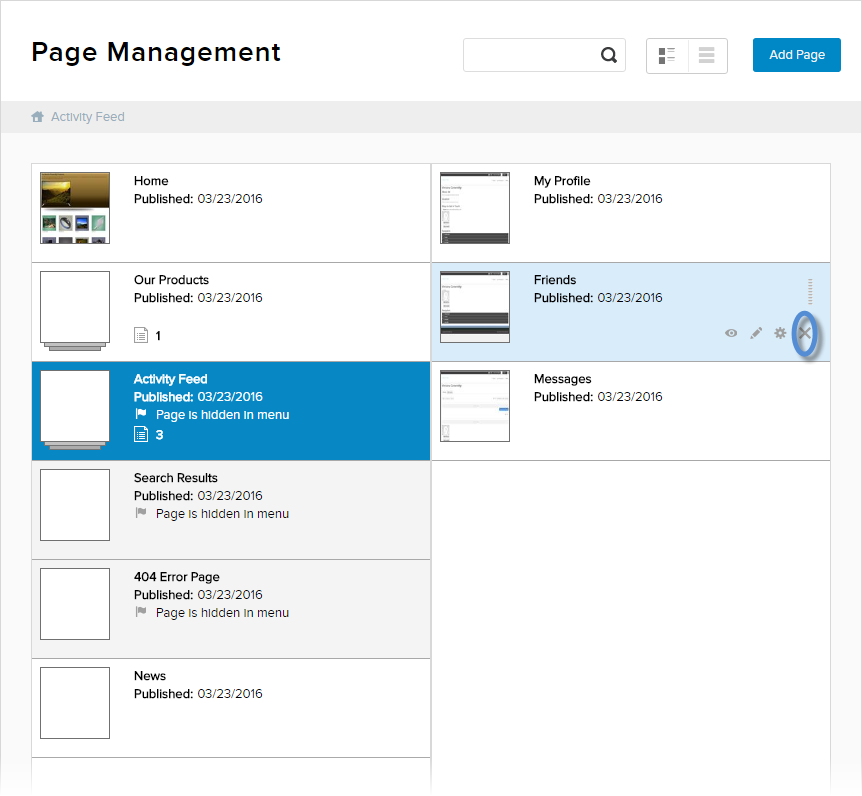 Page Management
Add Page
Activity Feed
Home
Published: 03/23/2016
Our Products
Published: 03/23/2016
1
Activity Feed
Published: 03/23/2016
Page is hidden in menu
3
Search Results
Published: 03/23/2016
Page is hidden in menu
404 Error Page
Published: 03/23/2016
Page is hidden in menu
News
Published: 03/23/2016
My Profile
Published: 03/23/2016
Friends
Published: 03/23/2016
Messages
Published: 03/23/2016